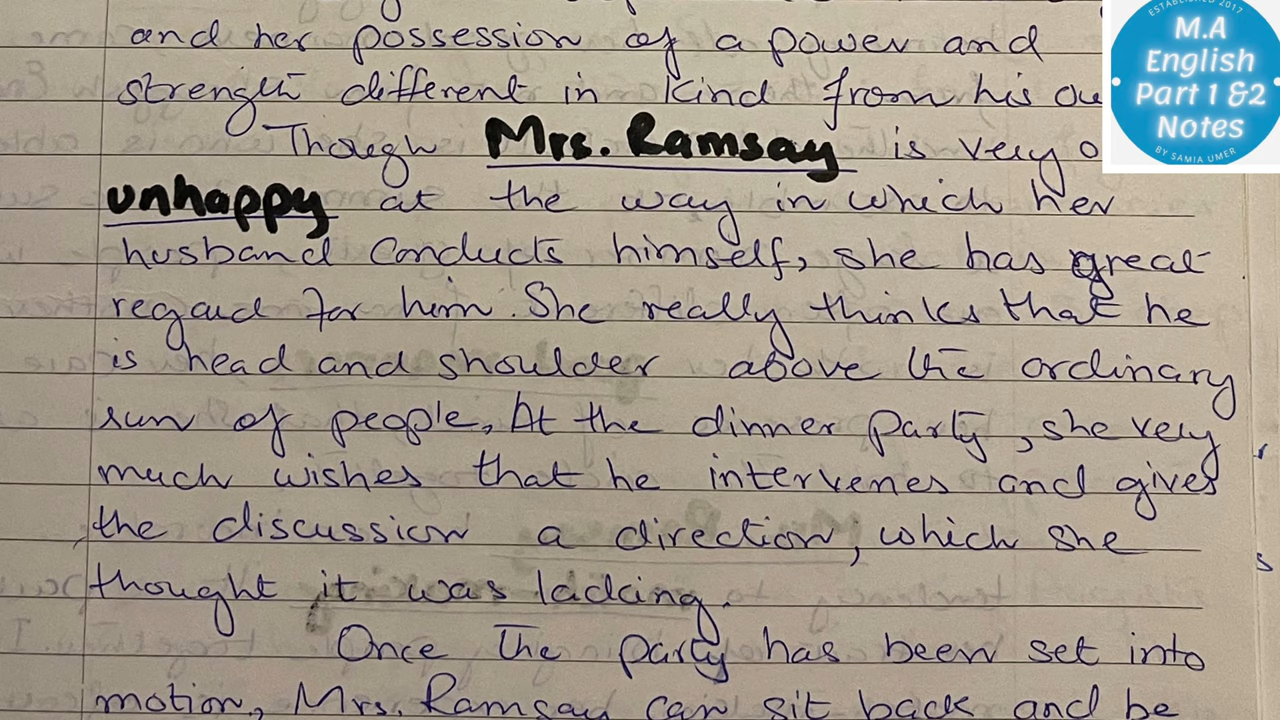 and her possession of a power and
strength different in kind from his
Though Mrs. Ramsay is very
unhappy at the way in which her
husband conducts himself, she has great
regard for him. She really thinks that he
is head and shoulder above the ordinary
run of people, At the dinner party, she very
much wishes that he intervenes and gives
the discussion a direction, which she
thought it was lacking.
Once the party has been set into
motion, Mrs. Ramsay can sit back and be
ESTABLISHED 2017
M.A
English
Part 1 &2
Notes
BY SAMIA UMER